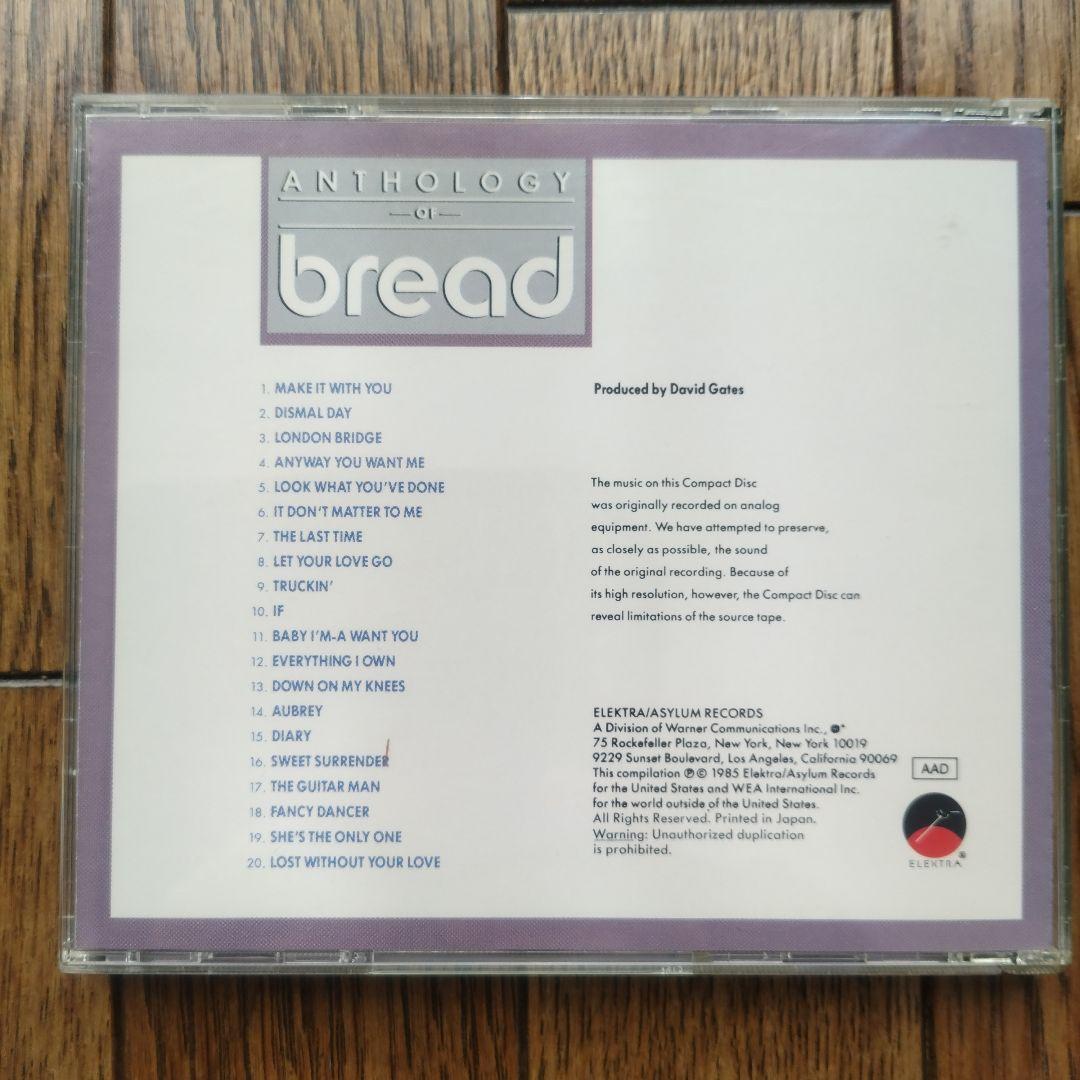 ANTHOLOGY
—OF—
bread
1. MAKE IT WITH YOU
2. DISMAL DAY
3. LONDON BRIDGE
4. ANYWAY YOU WANT ME
5. LOOK WHAT YOU'VE DONE
6. IT DON'T MATTER TO ME
7. THE LAST TIME
8. LET YOUR LOVE GO
9. TRUCKIN'
10. IF
11. BABY I'M-A WANT YOU
12. EVERYTHING I OWN
13. DOWN ON MY KNEES
14. AUBREY
15. DIARY
16. SWEET SURRENDER
17. THE GUITAR MAN
18. FANCY DANCER
19. SHE'S THE ONLY ONE
20. LOST WITHOUT YOUR LOVE
Produced by David Gates
The music on this Compact Disc
was originally recorded on analog
equipment. We have attempted to preserve,
as closely as possible, the sound
of the original recording. Because of
its high resolution, however, the Compact Disc can
reveal limitations of the source tape.
ELEKTRA/ASYLUM RECORDS
A Division of Warner Communications Inc.,
75 Rockefeller Plaza, New York, New York 10019
9229 Sunset Boulevard, Los Angeles, California 90069
This compilation ℗© 1985 Elektra/Asylum Records
for the United States and WEA International Inc.
for the world outside of the United States.
All Rights Reserved. Printed in Japan.
Warning: Unauthorized duplication
is prohibited.
AAD
ELEKTRA®